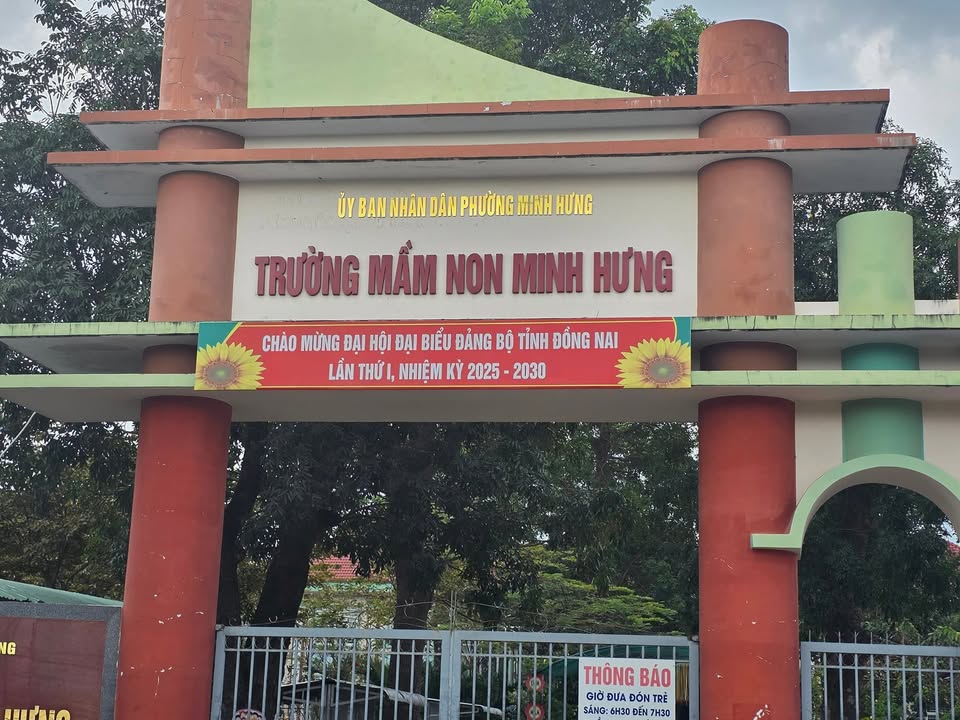 ỦY BAN NHÂN DÂN PHƯỜNG MINH HƯNG
TRƯỜNG MẦM NON MINH HƯNG
CHÀO MỪNG ĐẠI HỘI ĐẠI BIỂU ĐẢNG BỘ TỈNH ĐỒNG NAI
LẦN THỨ I, NHIỆM KỲ 2025 - 2030
THÔNG BÁO
GIỜ ĐƯA ĐÓN TRẺ
SÁNG: 6H30 ĐẾN 7H30
HƯNG